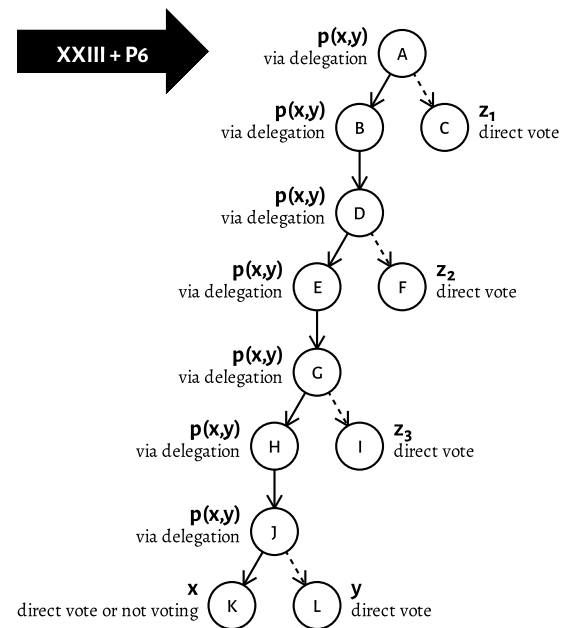 XXIII + P6
p(x,y)
via delegation
A
p(x,y)
via delegation
B
C
z₁
direct vote
p(x,y)
via delegation
D
p(x,y)
via delegation
E
F
z₂
direct vote
p(x,y)
via delegation
G
p(x,y)
via delegation
H
I
z₃
direct vote
p(x,y)
via delegation
J
x
direct vote or not voting
K
L
y
direct vote